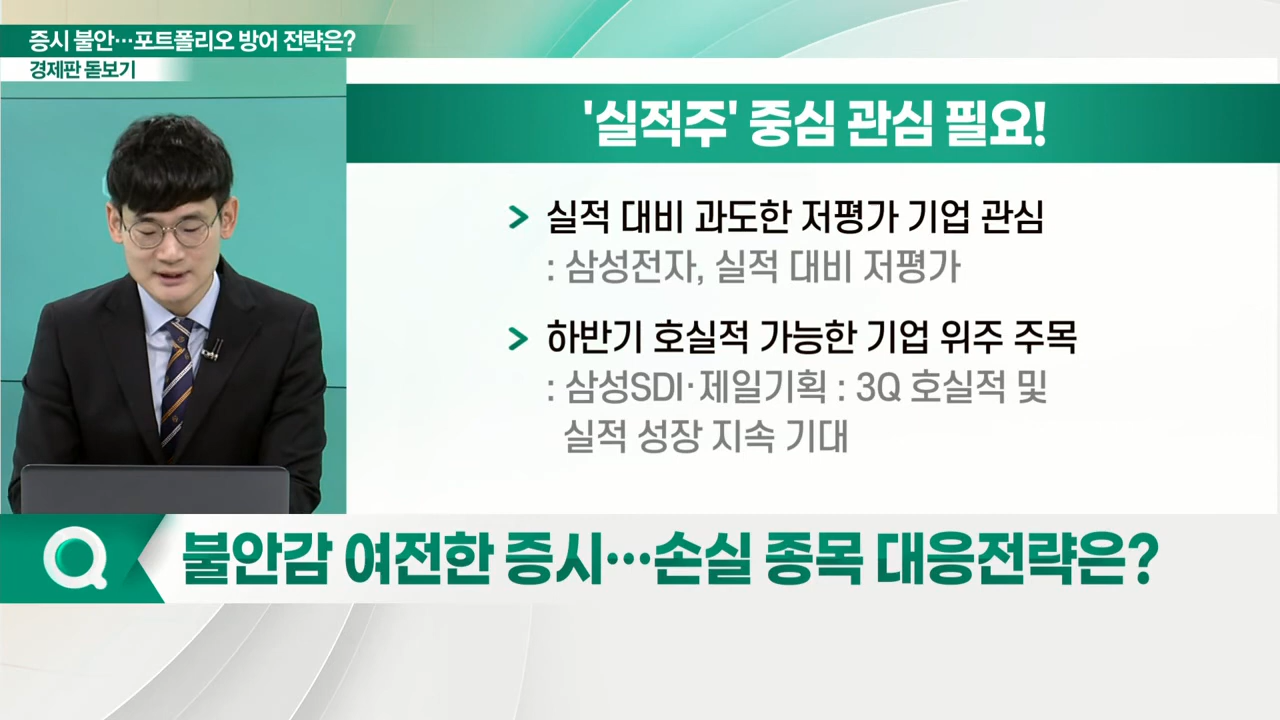 증시 불안…포트폴리오 방어 전략은?
경제판 돋보기
'실적주' 중심 관심 필요!
> 실적 대비 과도한 저평가 기업 관심
: 삼성전자, 실적 대비 저평가
> 하반기 호실적 가능한 기업 위주 주목
: 삼성SDI·제일기획 : 3Q 호실적 및
실적 성장 지속 기대
Q 불안감 여전한 증시…손실 종목 대응전략은?